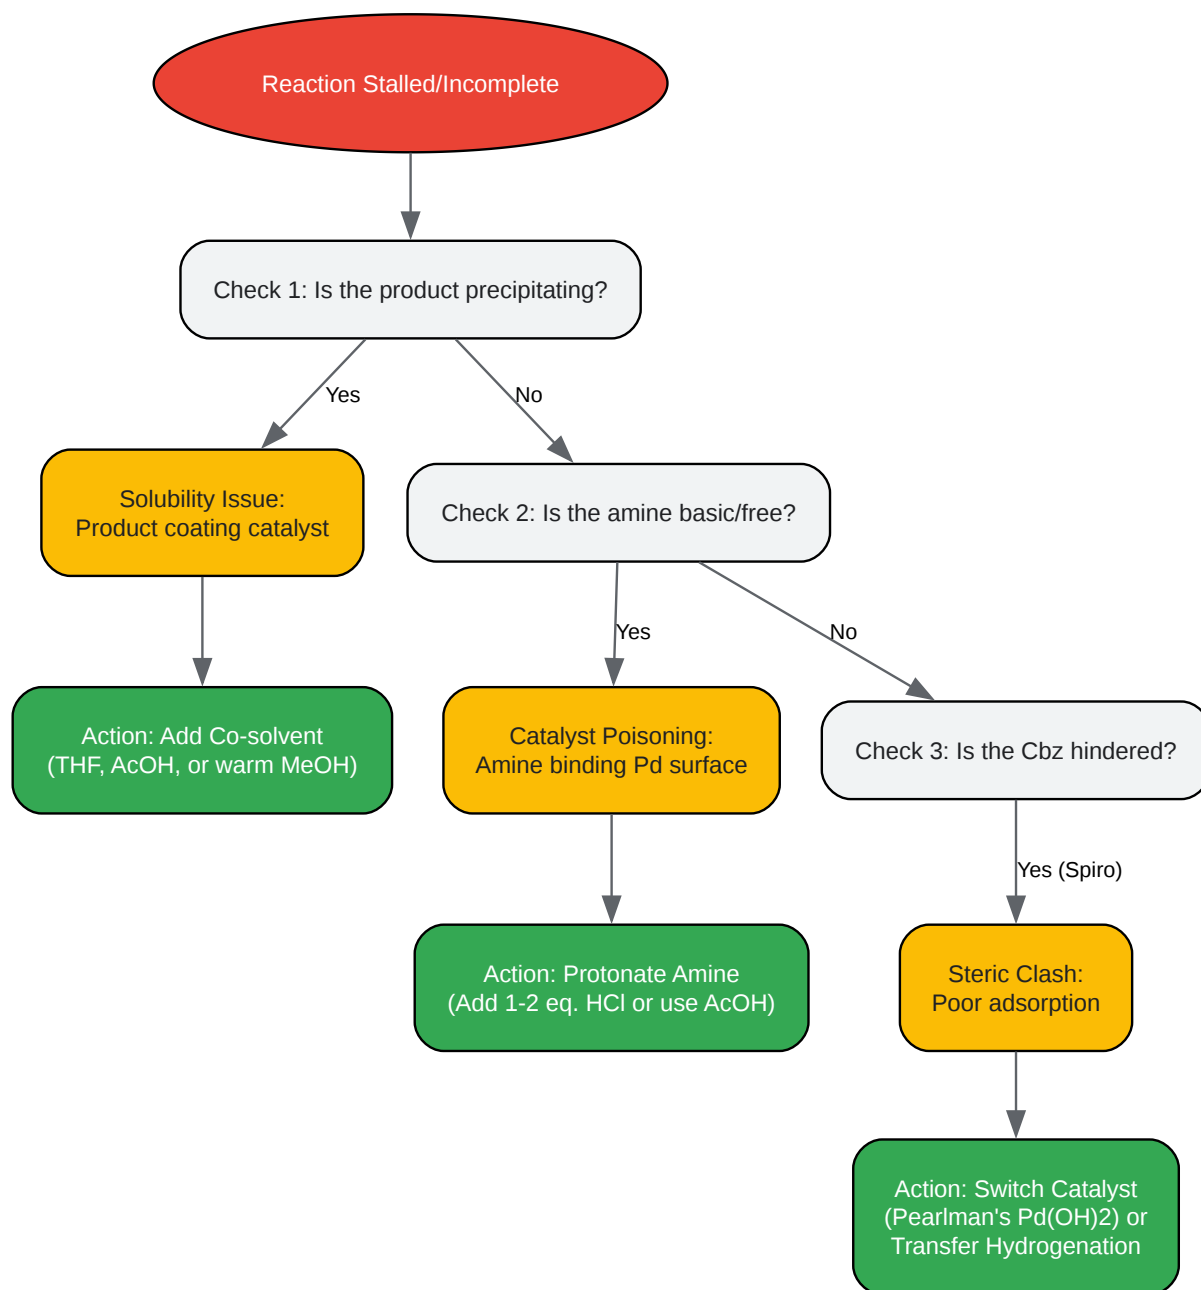 Reaction Stalled/Incomplete
Check 1: Is the product precipitating?
Yes
No
Solubility Issue:
Product coating catalyst
Check 2: Is the amine basic/free?
Yes
No
Action: Add Co-solvent
(THF, AcOH, or warm MeOH)
Catalyst Poisoning:
Amine binding Pd surface
Check 3: Is the Cbz hindered?
Yes (Spiro)
Action: Protonate Amine
(Add 1-2 eq. HCl or use AcOH)
Steric Clash:
Poor adsorption
Action: Switch Catalyst
(Pearlman's Pd(OH)2) or
Transfer Hydrogenation